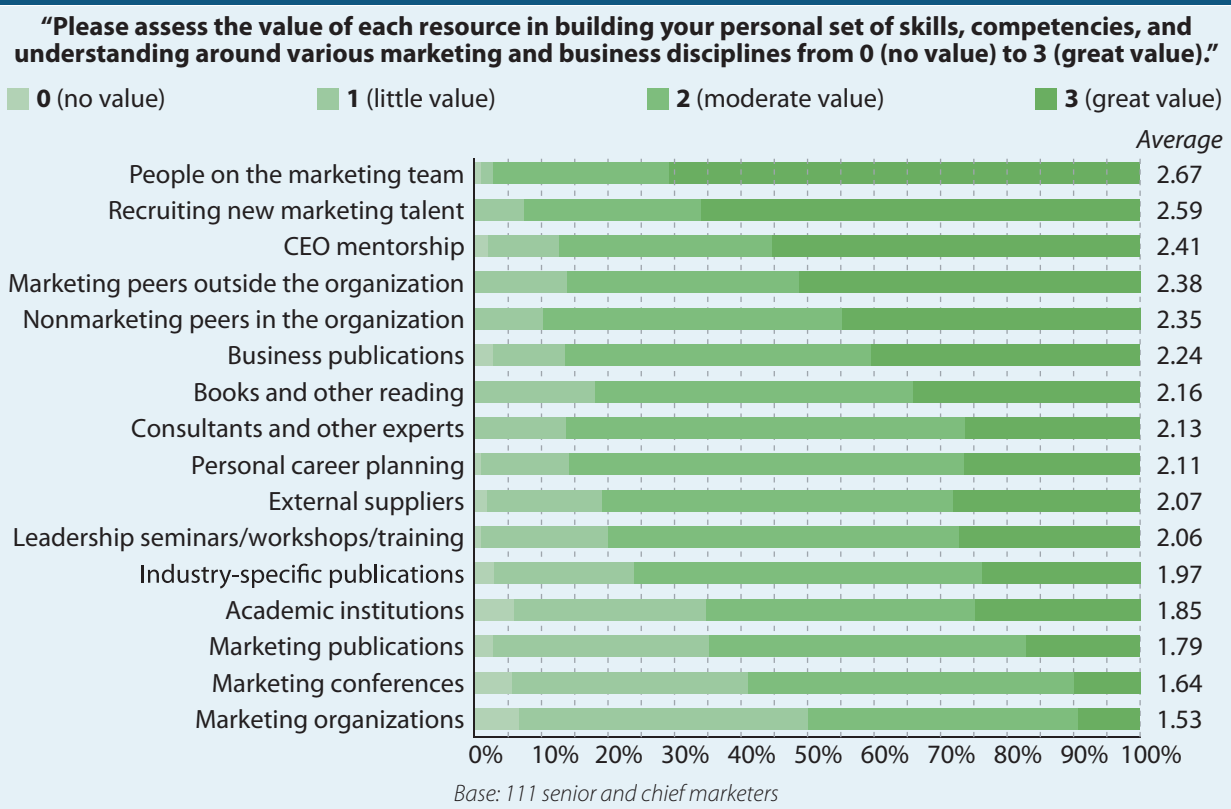 “Please assess the value of each resource in building your personal set of skills, competencies, and
understanding around various marketing and business disciplines from 0 (no value) to 3 (great value).”
0 (no value) 1 (little value) 2 (moderate value) 3 (great value)
Average
People on the marketing team 2.67
Recruiting new marketing talent 2.59
CEO mentorship 2.41
Marketing peers outside the organization 2.38
Nonmarketing peers in the organization 2.35
Business publications 2.24
Books and other reading 2.16
Consultants and other experts 2.13
Personal career planning 2.11
External suppliers 2.07
Leadership seminars/workshops/training 2.06
Industry-specific publications 1.97
Academic institutions 1.85
Marketing publications 1.79
Marketing conferences 1.64
Marketing organizations 1.53
0% 10% 20% 30% 40% 50% 60% 70% 80% 90% 100%
Base: 111 senior and chief marketers